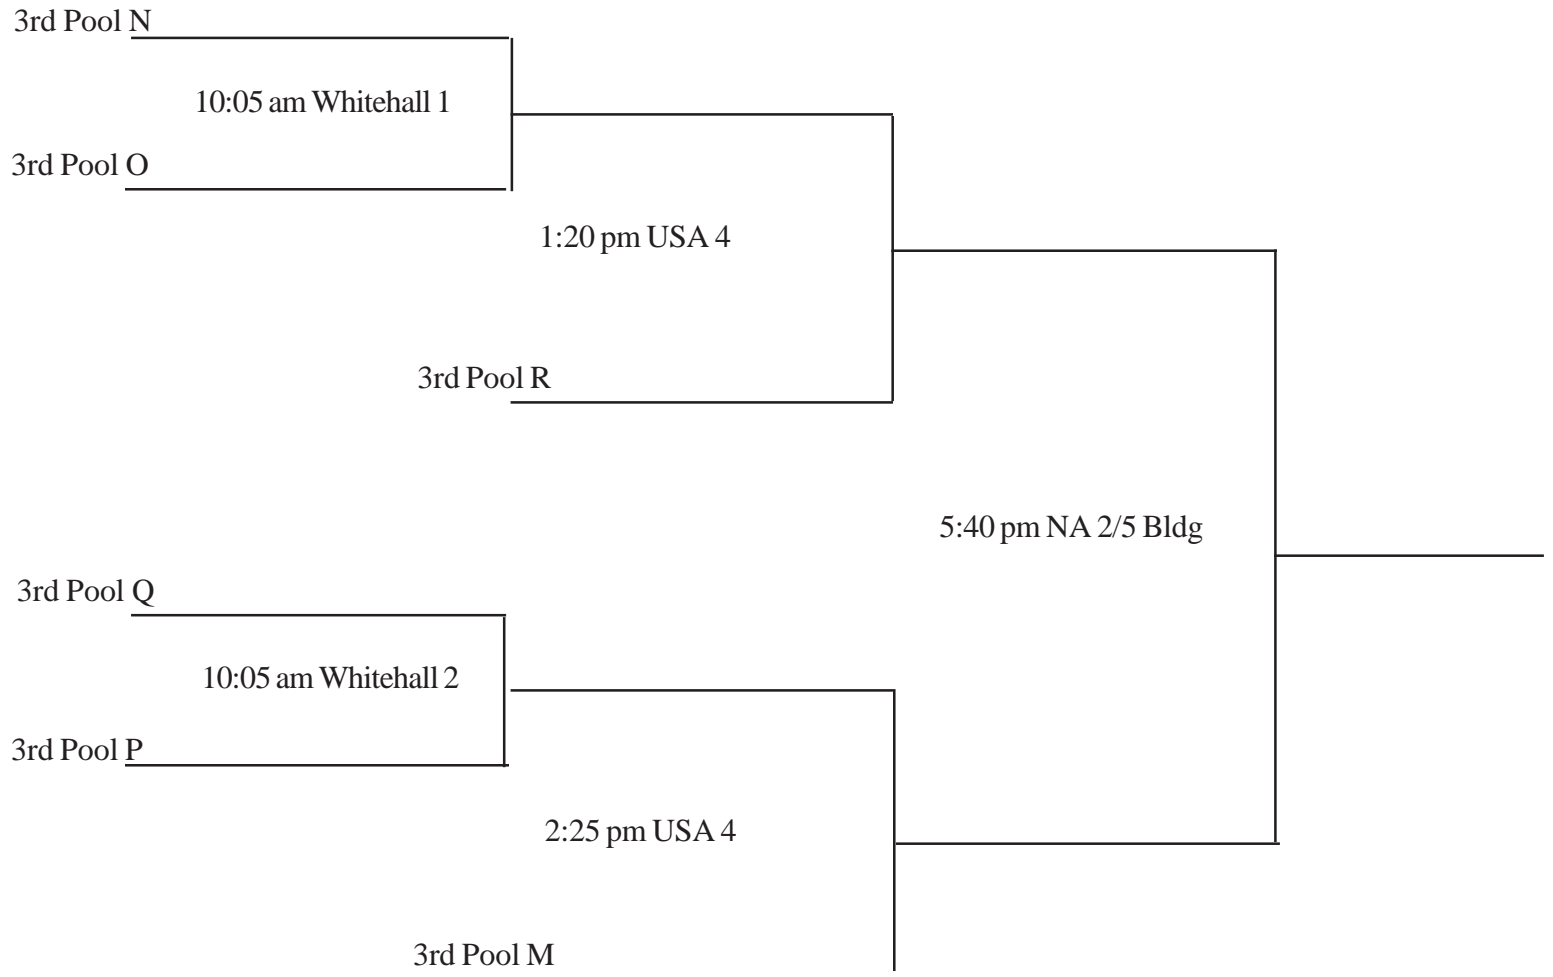 3rd Pool N
10:05 am Whitehall 1
3rd Pool O
1:20 pm USA 4
3rd Pool R
5:40 pm NA 2/5 Bldg
3rd Pool Q
10:05 am Whitehall 2
3rd Pool P
2:25 pm USA 4
3rd Pool M